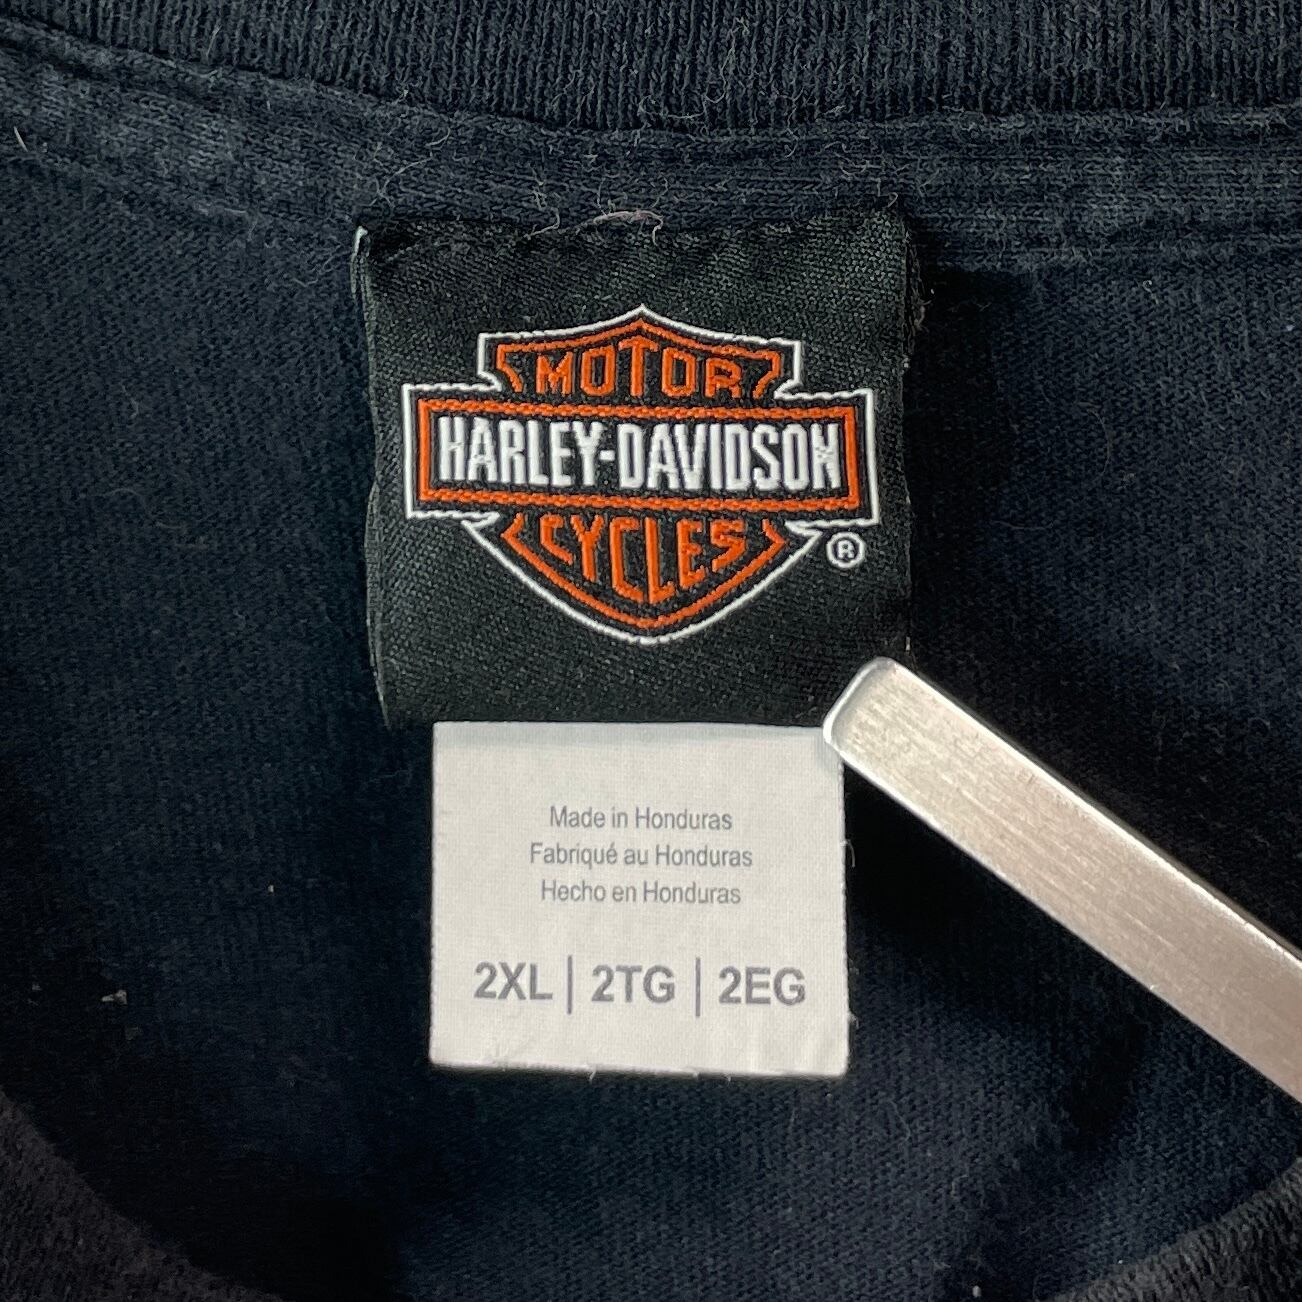 MOTOR
HARLEY-DAVIDSON
CYCLES
®
Made in Honduras
Fabriqué au Honduras
Hecho en Honduras
2XL | 2TG | 2EG